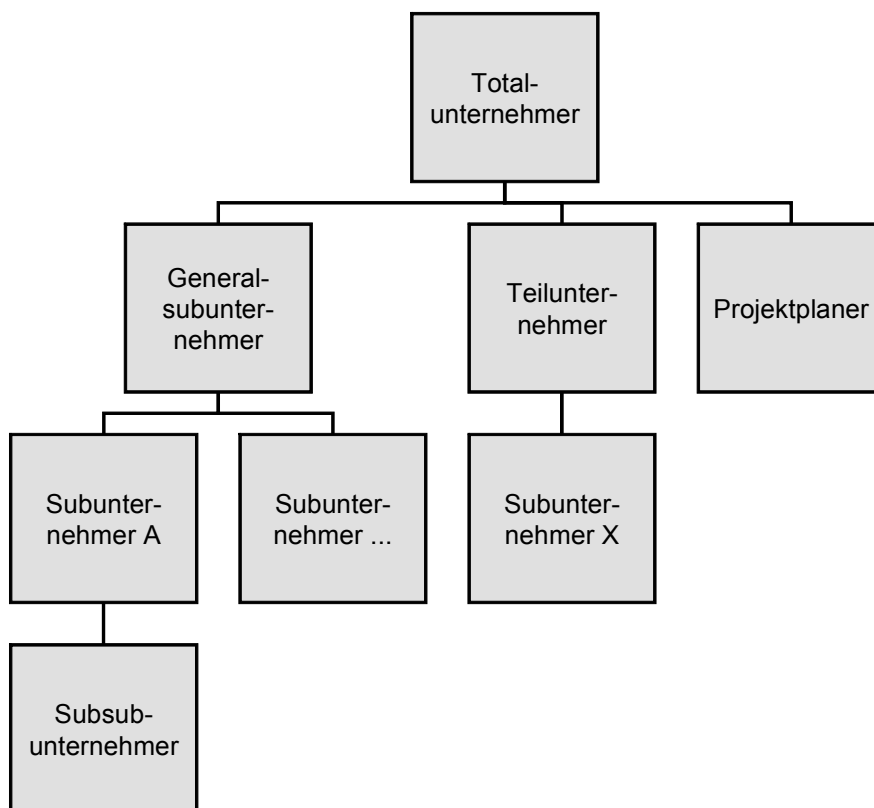 Total-
unternehmer
General-
subunter-
nehmer
Teilunter-
nehmer
Projektplaner
Subunter-
nehmer A
Subunter-
nehmer ...
Subunter-
nehmer X
Subsub-
unternehmer